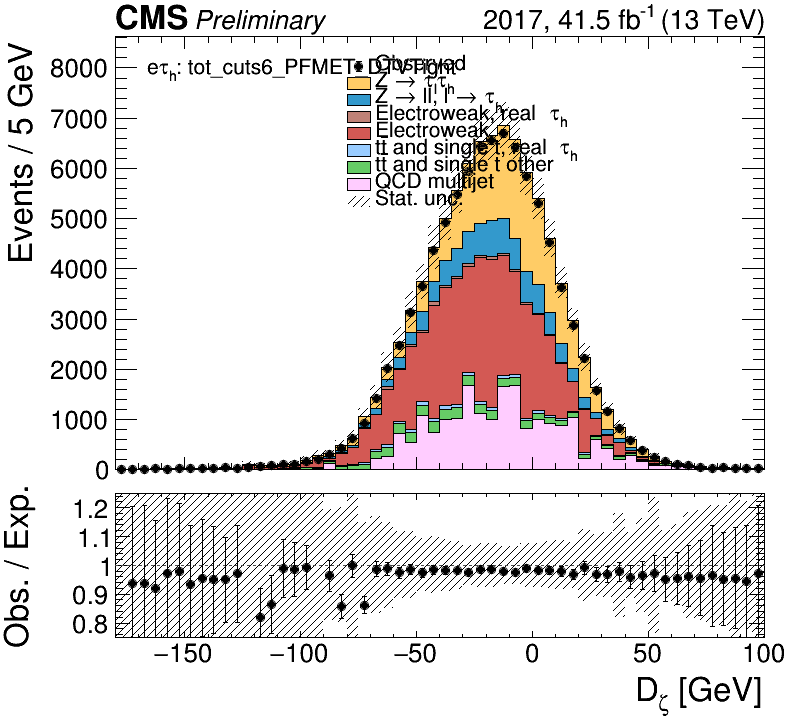 CMS Preliminary 2017, 41.5 fb⁻¹ (13 TeV)
Events / 5 GeV
8000
7000
6000
5000
4000
3000
2000
1000
0
eτₕ: tot_cuts6_PFMET
Observed
Z → ττₕ
Z → ll, l → τₕ
Electroweak, real τₕ
Electroweak
tt and single t, real τₕ
tt and single t other
QCD multijet
Stat. unc.
Obs. / Exp.
1.2
1.1
1
0.9
0.8
−150 −100 −50 0 50 100
D_ζ [GeV]